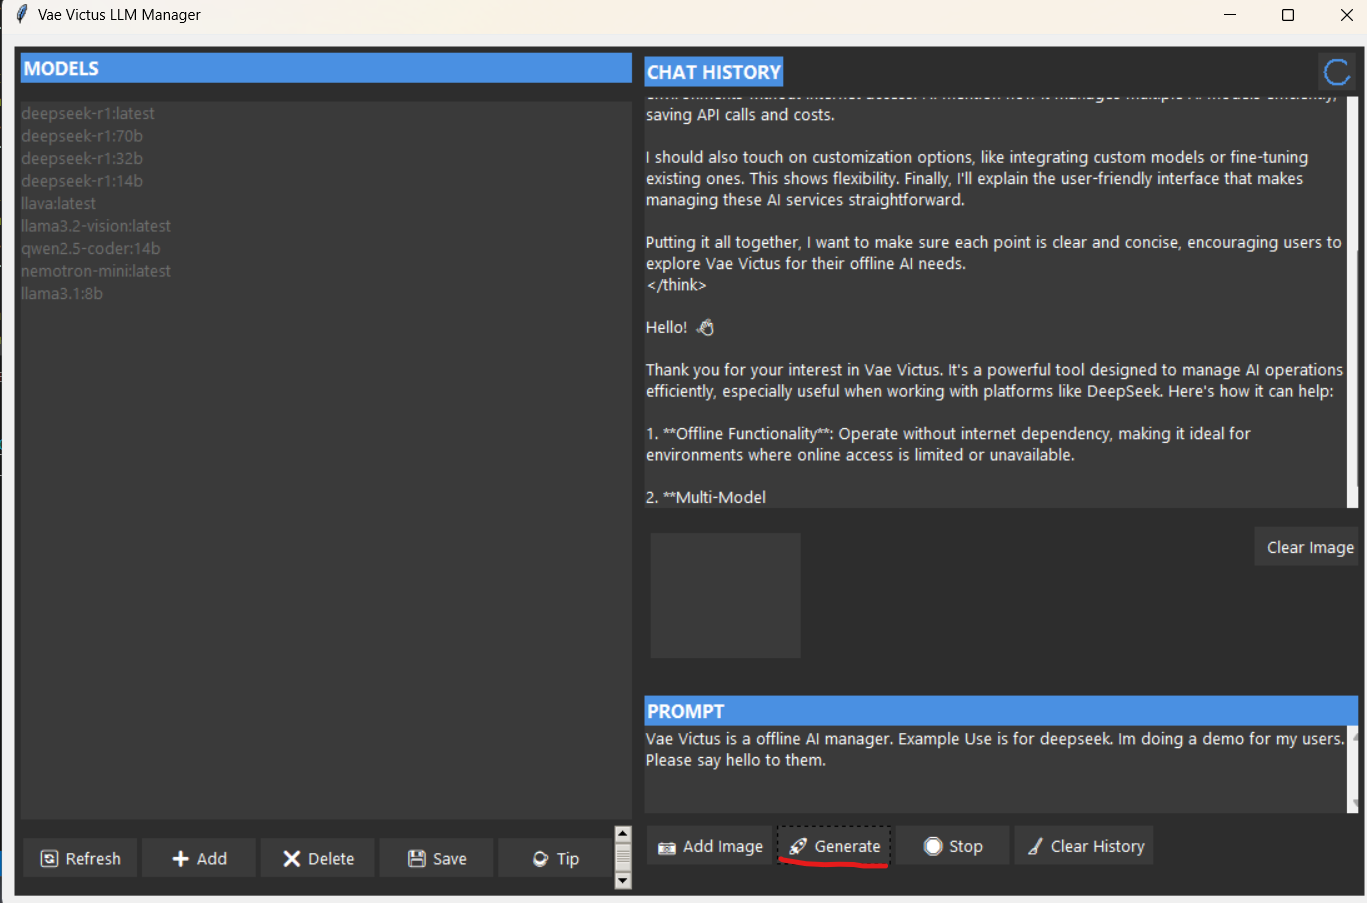 Vae Victus LLM Manager
MODELS
deepseek-r1:latest
deepseek-r1:70b
deepseek-r1:32b
deepseek-r1:14b
llava:latest
llama3.2-vision:latest
qwen2.5-coder:14b
nemotron-mini:latest
llama3.1:8b
Refresh
Add
Delete
Save
Tip
CHAT HISTORY
saving API calls and costs.
I should also touch on customization options, like integrating custom models or fine-tuning
existing ones. This shows flexibility. Finally, I'll explain the user-friendly interface that makes
managing these AI services straightforward.
Putting it all together, I want to make sure each point is clear and concise, encouraging users to
explore Vae Victus for their offline AI needs.
</think>
Hello! 👋
Thank you for your interest in Vae Victus. It's a powerful tool designed to manage AI operations
efficiently, especially useful when working with platforms like DeepSeek. Here's how it can help:
1. **Offline Functionality**: Operate without internet dependency, making it ideal for
environments where online access is limited or unavailable.
2. **Multi-Model
Clear Image
PROMPT
Vae Victus is a offline AI manager. Example Use is for deepseek. Im doing a demo for my users.
Please say hello to them.
Add Image
Generate
Stop
Clear History